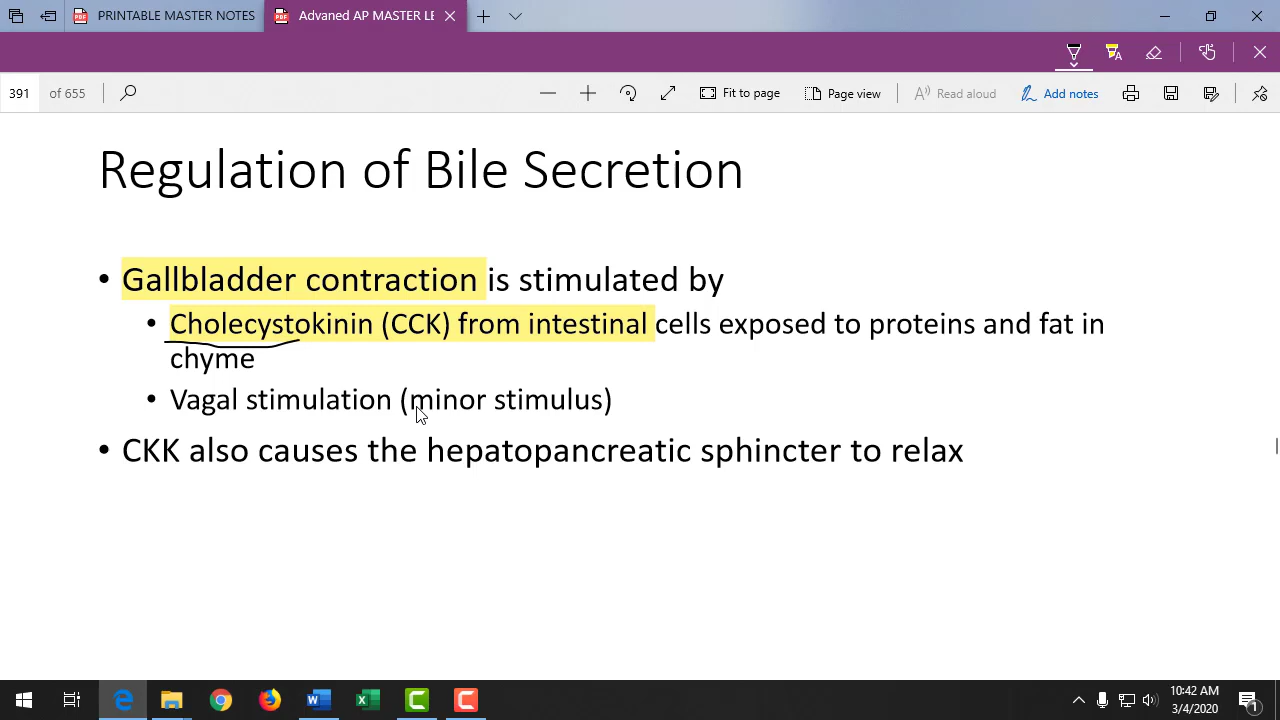 PRINTABLE MASTER NOTES
Advaned AP MASTER LE
391 of 655
Fit to page
Page view
Read aloud
Add notes
Regulation of Bile Secretion
• Gallbladder contraction is stimulated by
• Cholecystokinin (CCK) from intestinal cells exposed to proteins and fat in
chyme
• Vagal stimulation (minor stimulus)
• CKK also causes the hepatopancreatic sphincter to relax
10:42 AM
3/4/2020